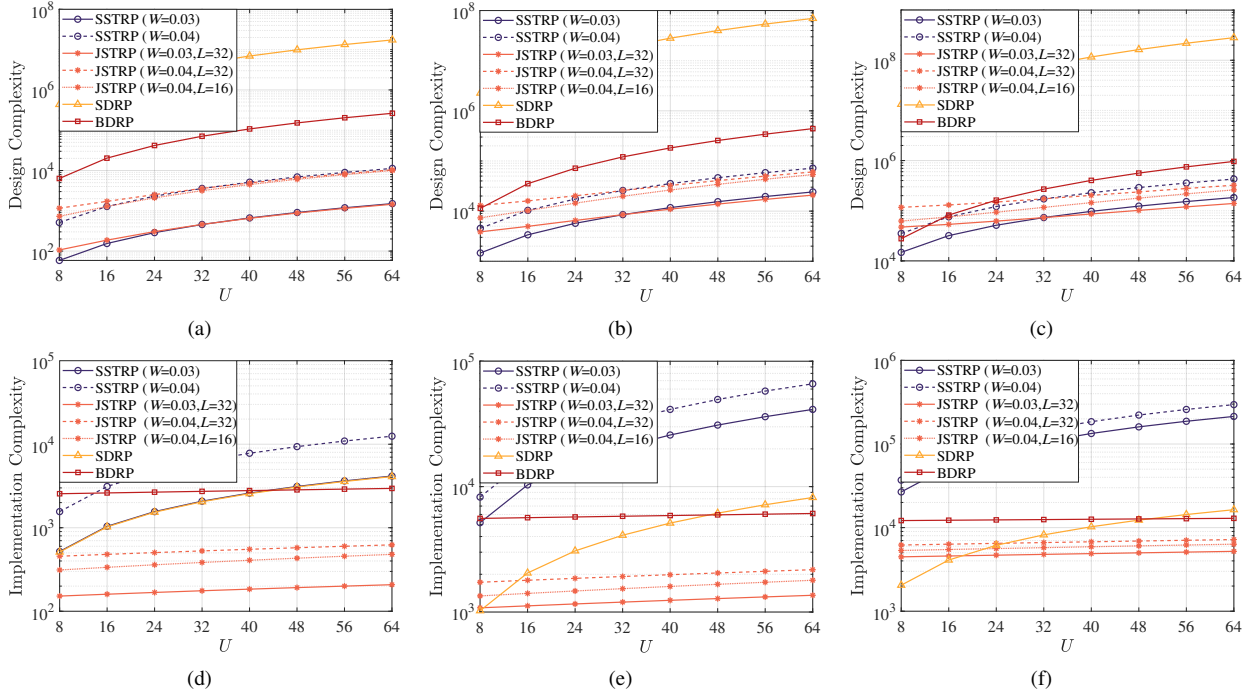 SSTRP (W=0.03)
SSTRP (W=0.04)
JSTRP (W=0.03,L=32)
JSTRP (W=0.04,L=32)
JSTRP (W=0.04,L=16)
SDRP
BDRP
Design Complexity
10^8
10^6
10^4
10^2
8 16 24 32 40 48 56 64
U
(a)
SSTRP (W=0.03)
SSTRP (W=0.04)
JSTRP (W=0.03,L=32)
JSTRP (W=0.04,L=32)
JSTRP (W=0.04,L=16)
SDRP
BDRP
Design Complexity
10^8
10^6
10^4
8 16 24 32 40 48 56 64
U
(b)
SSTRP (W=0.03)
SSTRP (W=0.04)
JSTRP (W=0.03,L=32)
JSTRP (W=0.04,L=32)
JSTRP (W=0.04,L=16)
SDRP
BDRP
Design Complexity
10^8
10^6
10^4
8 16 24 32 40 48 56 64
U
(c)
SSTRP (W=0.03)
SSTRP (W=0.04)
JSTRP (W=0.03,L=32)
JSTRP (W=0.04,L=32)
JSTRP (W=0.04,L=16)
SDRP
BDRP
Implementation Complexity
10^5
10^4
10^3
10^2
8 16 24 32 40 48 56 64
U
(d)
SSTRP (W=0.03)
SSTRP (W=0.04)
JSTRP (W=0.03,L=32)
JSTRP (W=0.04,L=32)
JSTRP (W=0.04,L=16)
SDRP
BDRP
Implementation Complexity
10^5
10^4
10^3
8 16 24 32 40 48 56 64
U
(e)
SSTRP (W=0.03)
SSTRP (W=0.04)
JSTRP (W=0.03,L=32)
JSTRP (W=0.04,L=32)
JSTRP (W=0.04,L=16)
SDRP
BDRP
Implementation Complexity
10^6
10^5
10^4
10^3
8 16 24 32 40 48 56 64
U
(f)